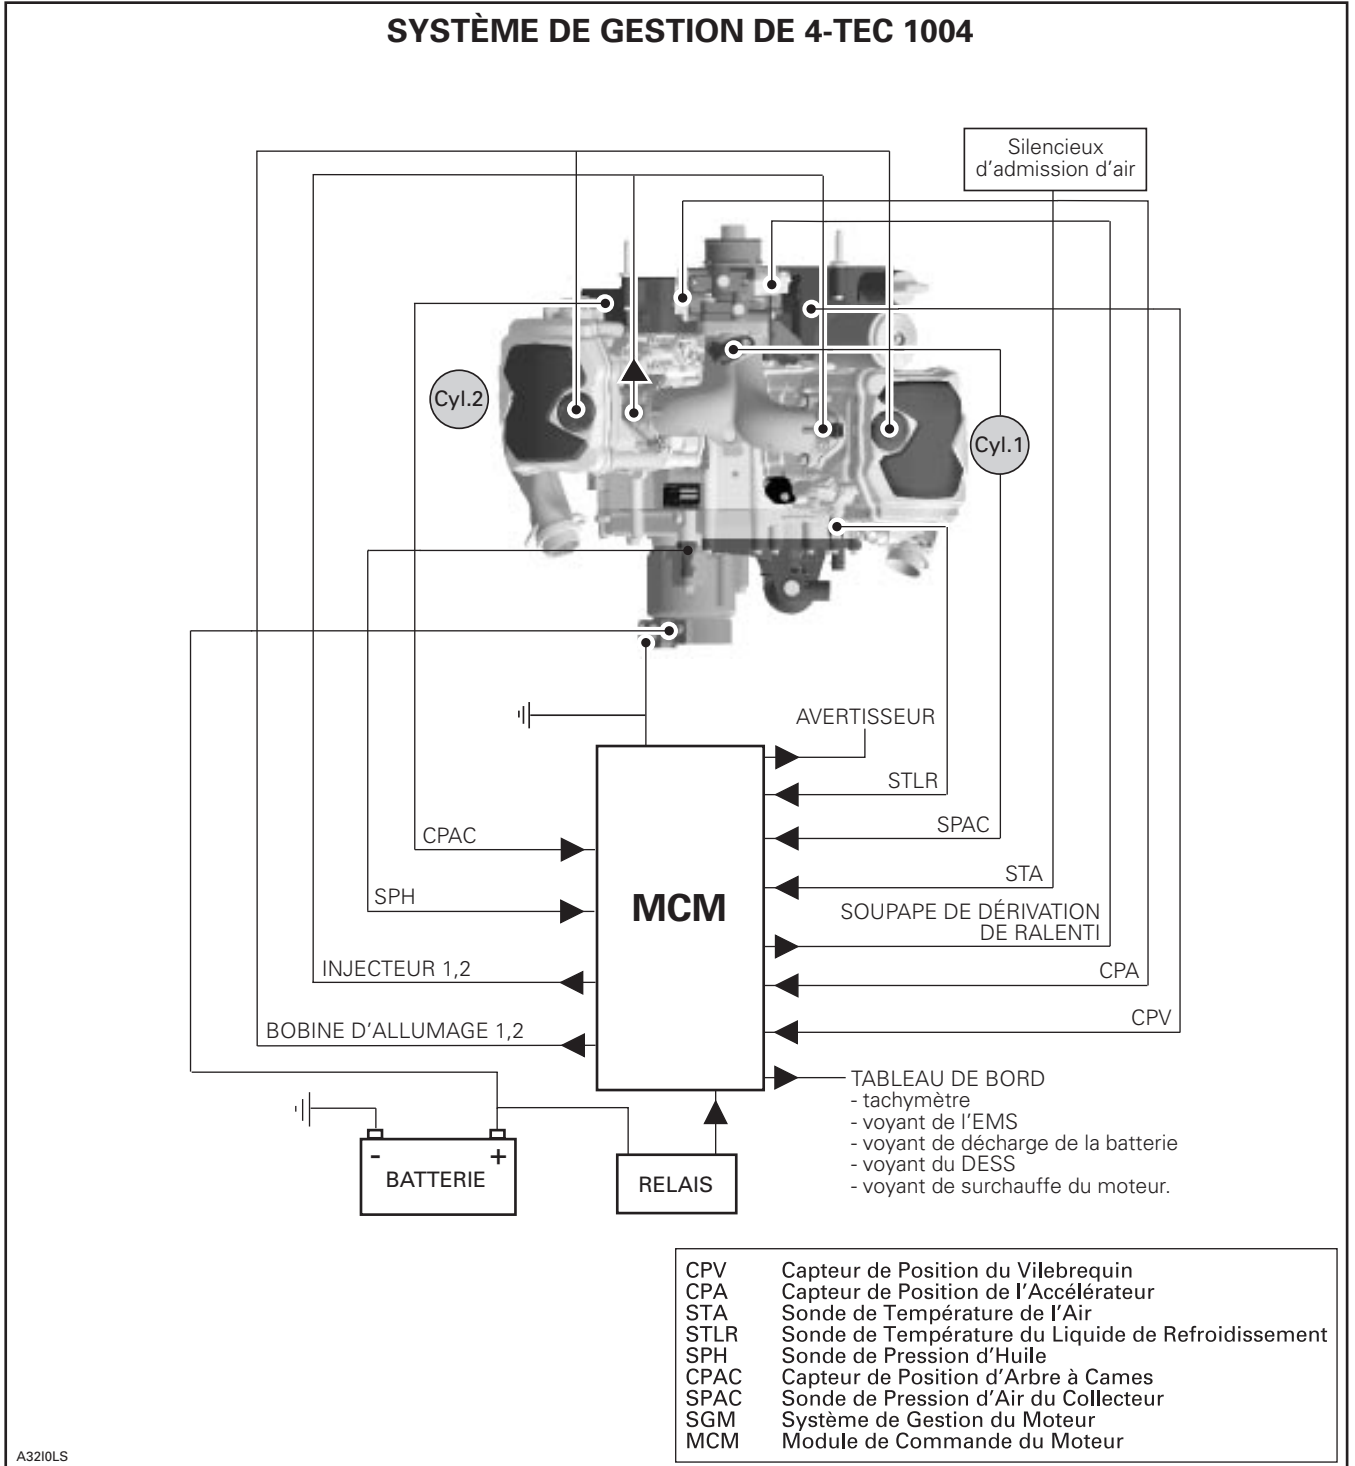 SYSTÈME DE GESTION DE 4-TEC 1004
Silencieux
d'admission d'air
Cyl.2
Cyl.1
AVERTISSEUR
STLR
CPAC
SPAC
STA
SPH
MCM
SOUPAPE DE DÉRIVATION
DE RALENTI
INJECTEUR 1,2
CPA
BOBINE D'ALLUMAGE 1,2
CPV
TABLEAU DE BORD
- tachymètre
- voyant de l'EMS
- voyant de décharge de la batterie
- voyant du DESS
- voyant de surchauffe du moteur.
- +
BATTERIE
RELAIS
CPV Capteur de Position du Vilebrequin
CPA Capteur de Position de l'Accélérateur
STA Sonde de Température de l'Air
STLR Sonde de Température du Liquide de Refroidissement
SPH Sonde de Pression d'Huile
CPAC Capteur de Position d'Arbre à Cames
SPAC Sonde de Pression d'Air du Collecteur
SGM Système de Gestion du Moteur
MCM Module de Commande du Moteur
A32I0LS